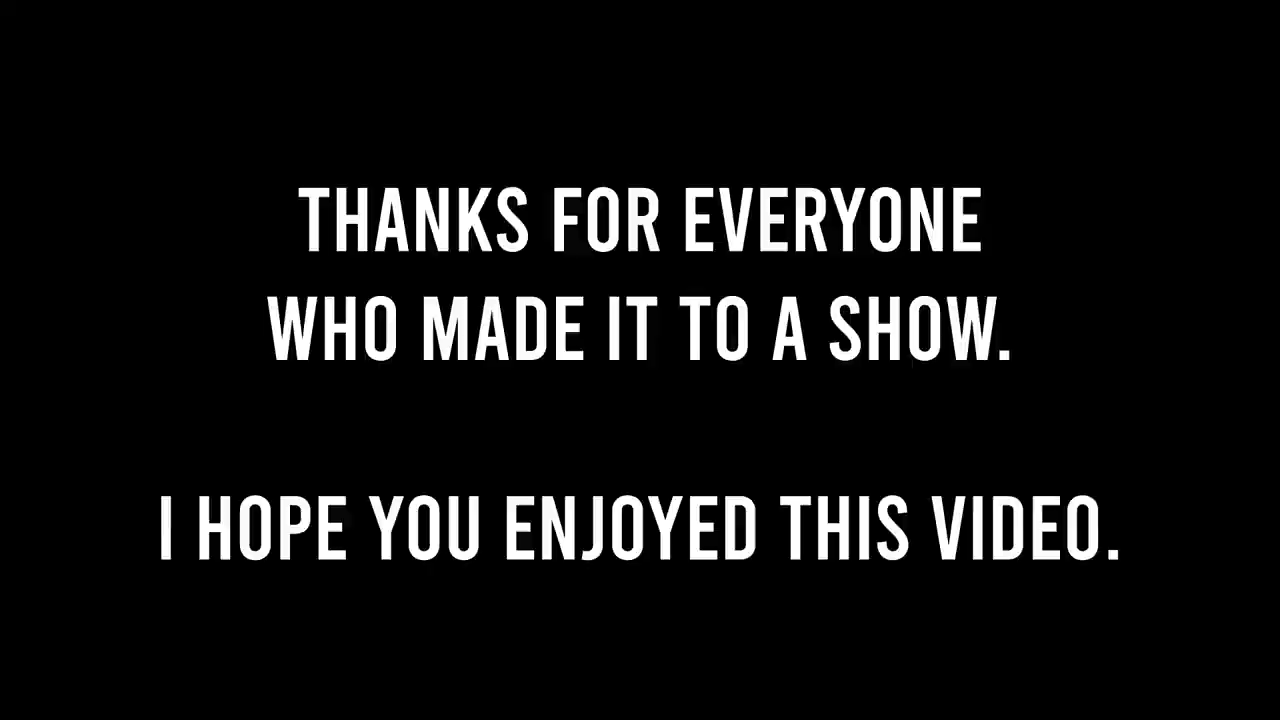 THANKS FOR EVERYONE
WHO MADE IT TO A SHOW.
I HOPE YOU ENJOYED THIS VIDEO.